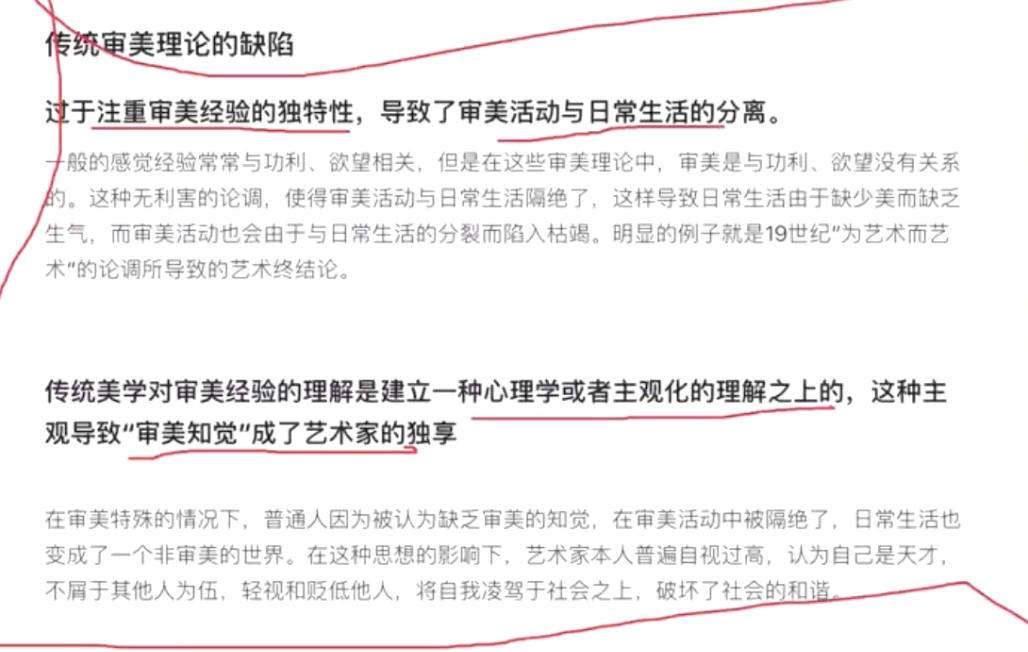 传统审美理论的缺陷
过于注重审美经验的独特性，导致了审美活动与日常生活的分离。
一般的感觉经验常常与功利、欲望相关，但是在这些审美理论中，审美是与功利、欲望没有关系
的。这种无利害的论调，使得审美活动与日常生活隔绝了，这样导致日常生活由于缺少美而缺乏
生气，而审美活动也会由于与日常生活的分裂而陷入枯竭。明显的例子就是19世纪“为艺术而艺
术”的论调所导致的艺术终结论。
传统美学对审美经验的理解是建立一种心理学或者主观化的理解之上的，这种主
观导致“审美知觉”成了艺术家的独享
在审美特殊的情况下，普通人因为被认为缺乏审美的知觉，在审美活动中被隔绝了，日常生活也
变成了一个非审美的世界。在这种思想的影响下，艺术家本人普遍自视过高，认为自己是天才，
不屑于其他人为伍，轻视和贬低他人，将自我凌驾于社会之上，破坏了社会的和谐。